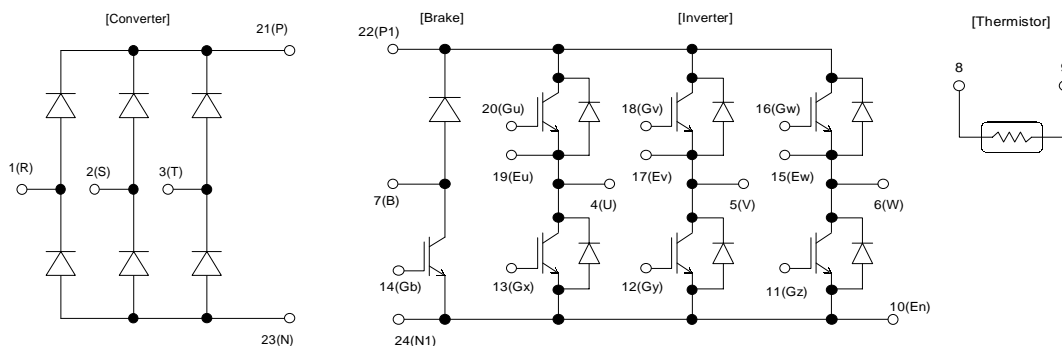 [Converter]
[Brake]
[Inverter]
[Thermistor]
21(P)
22(P1)
8
9
20(Gu)
18(Gv)
16(Gw)
1(R)
2(S)
3(T)
19(Eu)
17(Ev)
15(Ew)
7(B)
4(U)
5(V)
6(W)
14(Gb)
13(Gx)
12(Gy)
11(Gz)
10(En)
23(N)
24(N1)